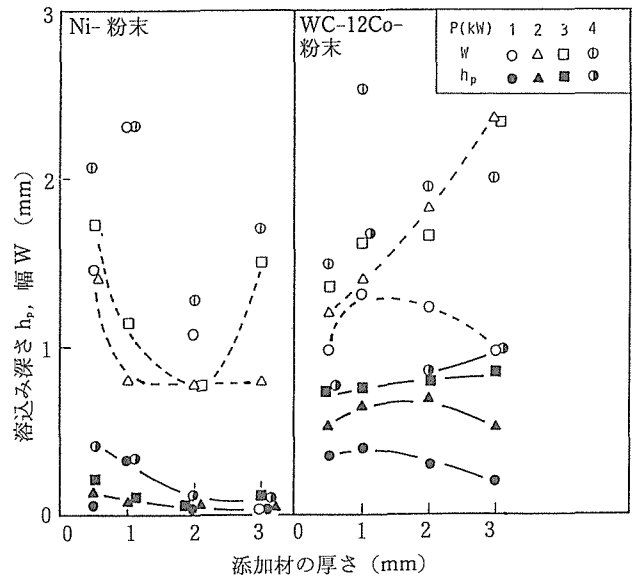 Ni-粉末
WC-12Co-
粉末
P(kW) 1 2 3 4
W
hp
溶込み深さ hp, 幅 W (mm)
3
2
1
0
0 1 2 3
0 1 2 3
添加材の厚さ (mm)